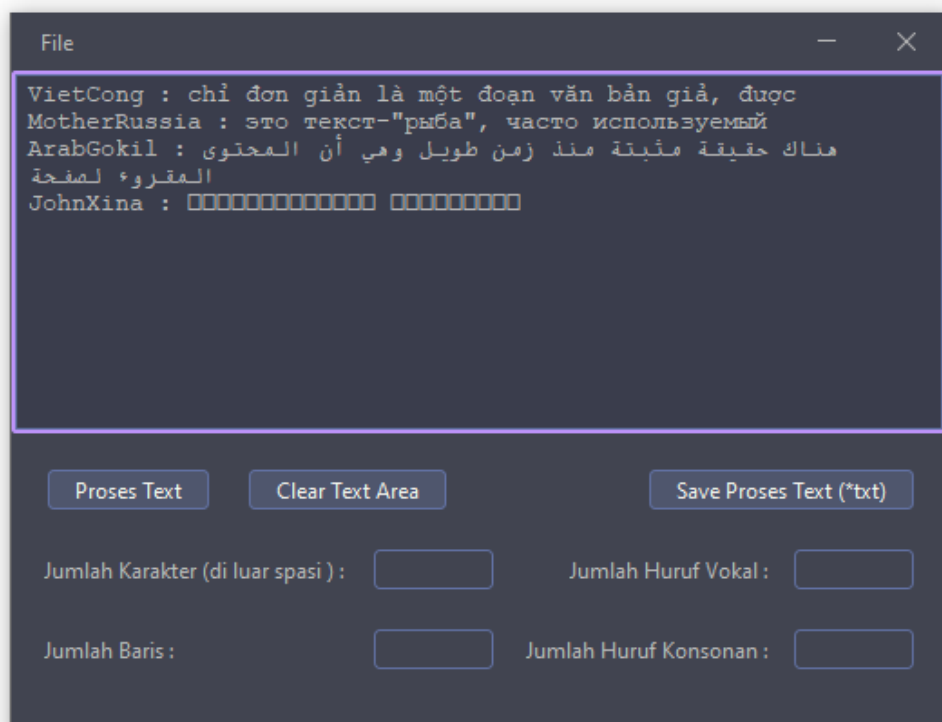 File
VietCong : chỉ đơn giản là một đoạn văn bản giả, được
MotherRussia : это текст-"рыба", часто используемый
ArabGokil : هناك حقيقة مثبتة منذ زمن طويل وهي أن المحتوى
المقروء لصفحة
JohnXina : □□□□□□□□□□□□□ □□□□□□□□□
Proses Text
Clear Text Area
Save Proses Text (*txt)
Jumlah Karakter (di luar spasi ) :
Jumlah Huruf Vokal :
Jumlah Baris :
Jumlah Huruf Konsonan :